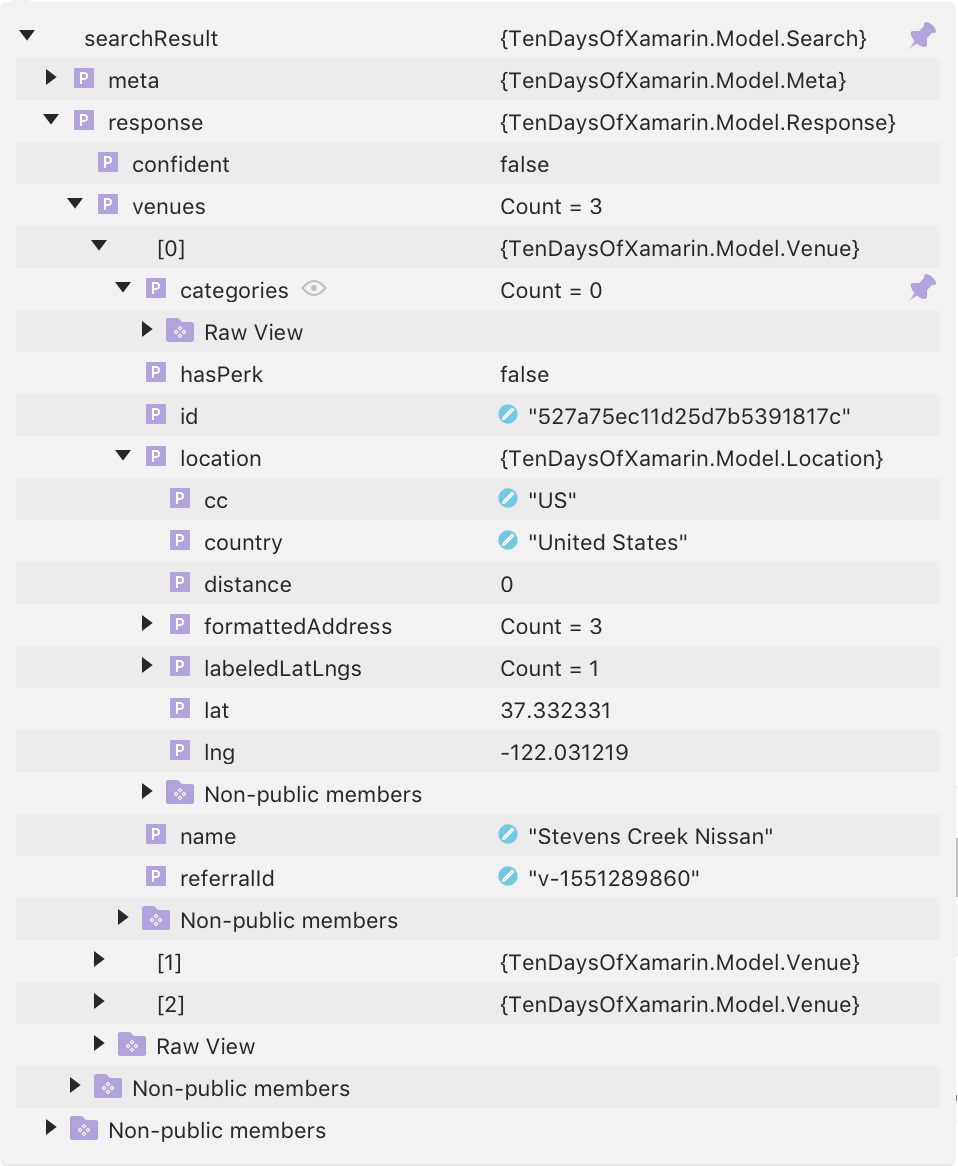 searchResult {TenDaysOfXamarin.Model.Search}
P meta {TenDaysOfXamarin.Model.Meta}
P response {TenDaysOfXamarin.Model.Response}
P confident false
P venues Count = 3
[0] {TenDaysOfXamarin.Model.Venue}
P categories Count = 0
Raw View
P hasPerk false
P id "527a75ec11d25d7b5391817c"
P location {TenDaysOfXamarin.Model.Location}
P cc "US"
P country "United States"
P distance 0
P formattedAddress Count = 3
P labeledLatLngs Count = 1
P lat 37.332331
P lng -122.031219
Non-public members
P name "Stevens Creek Nissan"
P referralId "v-1551289860"
Non-public members
[1] {TenDaysOfXamarin.Model.Venue}
[2] {TenDaysOfXamarin.Model.Venue}
Raw View
Non-public members
Non-public members